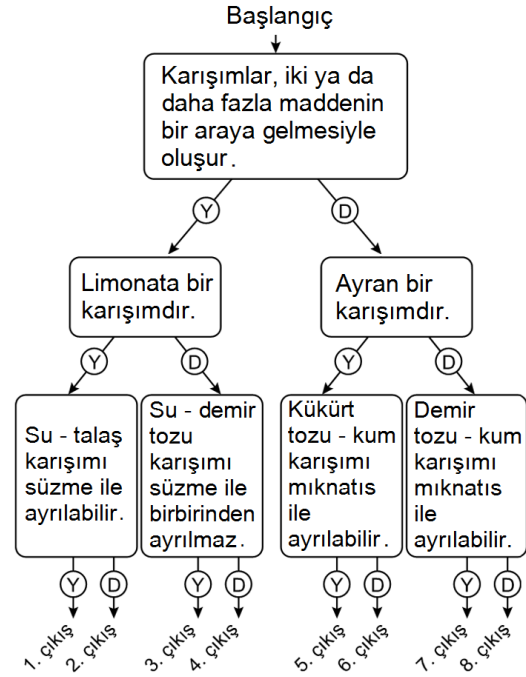 Başlangıç
Karışımlar, iki ya da
daha fazla maddenin
bir araya gelmesiyle
oluşur.
Y
D
Limonata bir
karışımdır.
Ayran bir
karışımdır.
Y
D
Y
D
Su - talaş
karışımı
süzme ile
ayrılabilir.
Su - demir
tozu
karışımı
süzme ile
birbirinden
ayrılmaz.
Kükürt
tozu - kum
karışımı
mıknatıs
ile
ayrılabilir.
Demir
tozu - kum
karışımı
mıknatıs
ile
ayrılabilir.
Y
D
Y
D
Y
D
Y
D
1. çıkış
2. çıkış
3. çıkış
4. çıkış
5. çıkış
6. çıkış
7. çıkış
8. çıkış